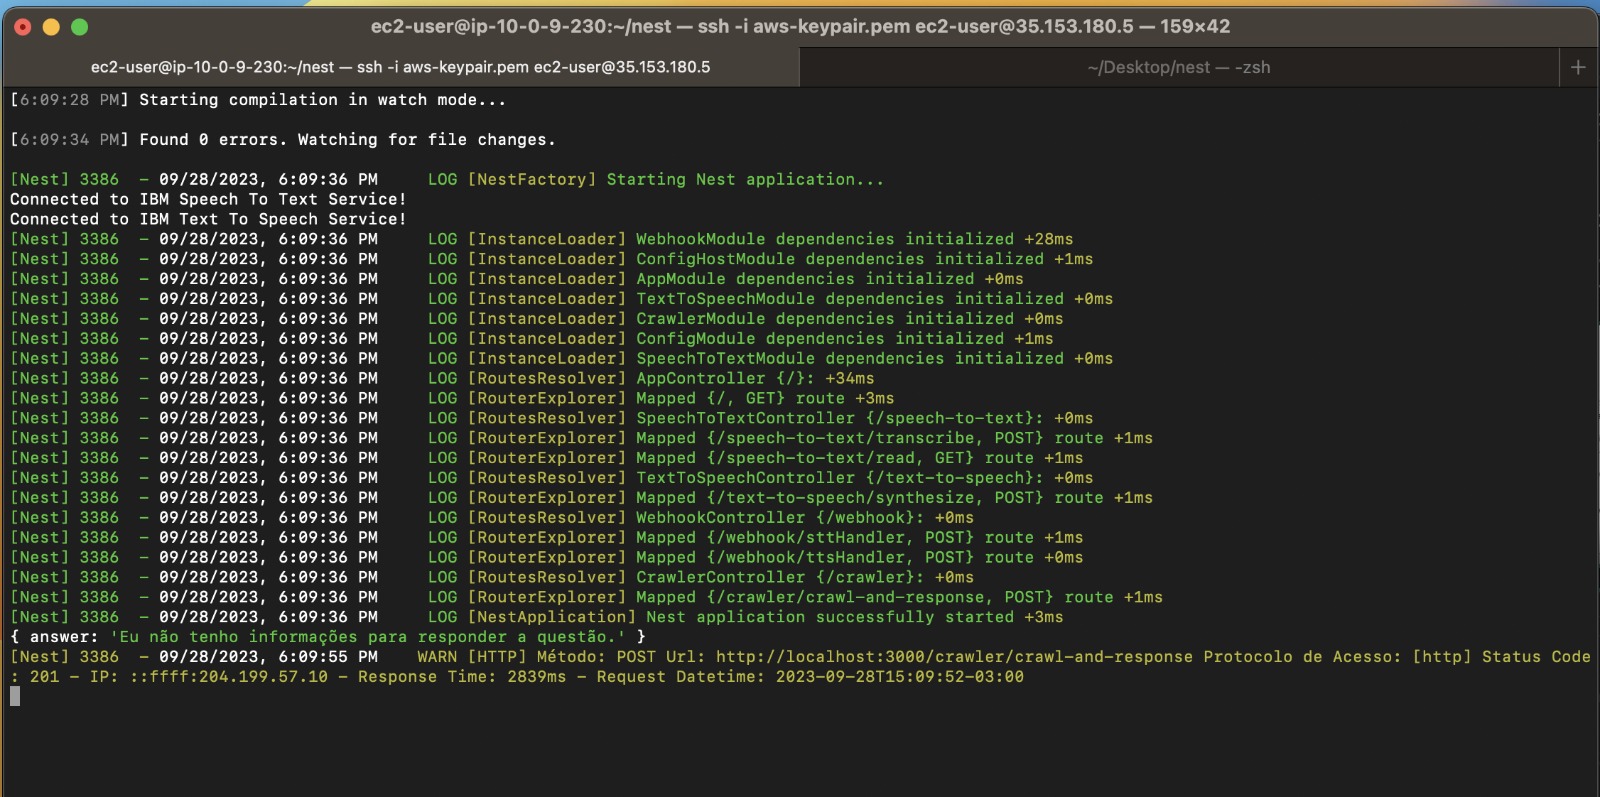 ec2-user@ip-10-0-9-230:~/nest — ssh -i aws-keypair.pem ec2-user@35.153.180.5 — 159×42
ec2-user@ip-10-0-9-230:~/nest — ssh -i aws-keypair.pem ec2-user@35.153.180.5
~/Desktop/nest — -zsh
+
[6:09:28 PM] Starting compilation in watch mode...
[6:09:34 PM] Found 0 errors. Watching for file changes.
[Nest] 3386  - 09/28/2023, 6:09:36 PM     LOG [NestFactory] Starting Nest application...
Connected to IBM Speech To Text Service!
Connected to IBM Text To Speech Service!
[Nest] 3386  - 09/28/2023, 6:09:36 PM     LOG [InstanceLoader] WebhookModule dependencies initialized +28ms
[Nest] 3386  - 09/28/2023, 6:09:36 PM     LOG [InstanceLoader] ConfigHostModule dependencies initialized +1ms
[Nest] 3386  - 09/28/2023, 6:09:36 PM     LOG [InstanceLoader] AppModule dependencies initialized +0ms
[Nest] 3386  - 09/28/2023, 6:09:36 PM     LOG [InstanceLoader] TextToSpeechModule dependencies initialized +0ms
[Nest] 3386  - 09/28/2023, 6:09:36 PM     LOG [InstanceLoader] CrawlerModule dependencies initialized +0ms
[Nest] 3386  - 09/28/2023, 6:09:36 PM     LOG [InstanceLoader] ConfigModule dependencies initialized +1ms
[Nest] 3386  - 09/28/2023, 6:09:36 PM     LOG [InstanceLoader] SpeechToTextModule dependencies initialized +0ms
[Nest] 3386  - 09/28/2023, 6:09:36 PM     LOG [RoutesResolver] AppController {/}: +34ms
[Nest] 3386  - 09/28/2023, 6:09:36 PM     LOG [RouterExplorer] Mapped {/, GET} route +3ms
[Nest] 3386  - 09/28/2023, 6:09:36 PM     LOG [RoutesResolver] SpeechToTextController {/speech-to-text}: +0ms
[Nest] 3386  - 09/28/2023, 6:09:36 PM     LOG [RouterExplorer] Mapped {/speech-to-text/transcribe, POST} route +1ms
[Nest] 3386  - 09/28/2023, 6:09:36 PM     LOG [RouterExplorer] Mapped {/speech-to-text/read, GET} route +1ms
[Nest] 3386  - 09/28/2023, 6:09:36 PM     LOG [RoutesResolver] TextToSpeechController {/text-to-speech}: +0ms
[Nest] 3386  - 09/28/2023, 6:09:36 PM     LOG [RouterExplorer] Mapped {/text-to-speech/synthesize, POST} route +1ms
[Nest] 3386  - 09/28/2023, 6:09:36 PM     LOG [RoutesResolver] WebhookController {/webhook}: +0ms
[Nest] 3386  - 09/28/2023, 6:09:36 PM     LOG [RouterExplorer] Mapped {/webhook/sttHandler, POST} route +1ms
[Nest] 3386  - 09/28/2023, 6:09:36 PM     LOG [RouterExplorer] Mapped {/webhook/ttsHandler, POST} route +0ms
[Nest] 3386  - 09/28/2023, 6:09:36 PM     LOG [RoutesResolver] CrawlerController {/crawler}: +0ms
[Nest] 3386  - 09/28/2023, 6:09:36 PM     LOG [RouterExplorer] Mapped {/crawler/crawl-and-response, POST} route +1ms
[Nest] 3386  - 09/28/2023, 6:09:36 PM     LOG [NestApplication] Nest application successfully started +3ms
{ answer: 'Eu não tenho informações para responder a questão.' }
[Nest] 3386  - 09/28/2023, 6:09:55 PM    WARN [HTTP] Método: POST Url: http://localhost:3000/crawler/crawl-and-response Protocolo de Acesso: [http] Status Code
: 201 - IP: ::ffff:204.199.57.10 - Response Time: 2839ms - Request Datetime: 2023-09-28T15:09:52-03:00